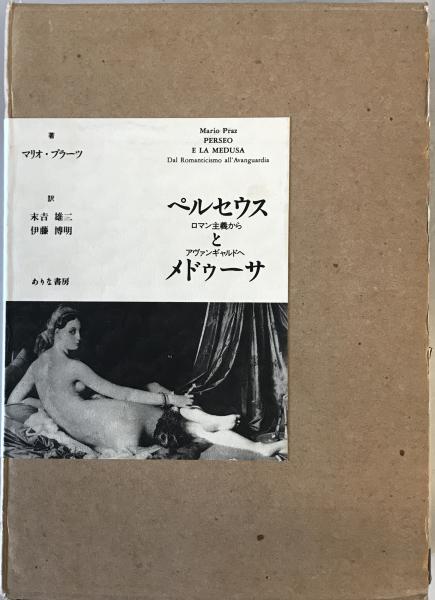 著
マリオ・プラーツ
訳
末吉 雄三
伊藤 博明
ありな書房
Mario Praz
PERSEO
E LA MEDUSA
Dal Romanticismo all'Avanguardia
ペルセウス
ロマン主義から
と
アヴァンギャルドへ
メドゥーサ